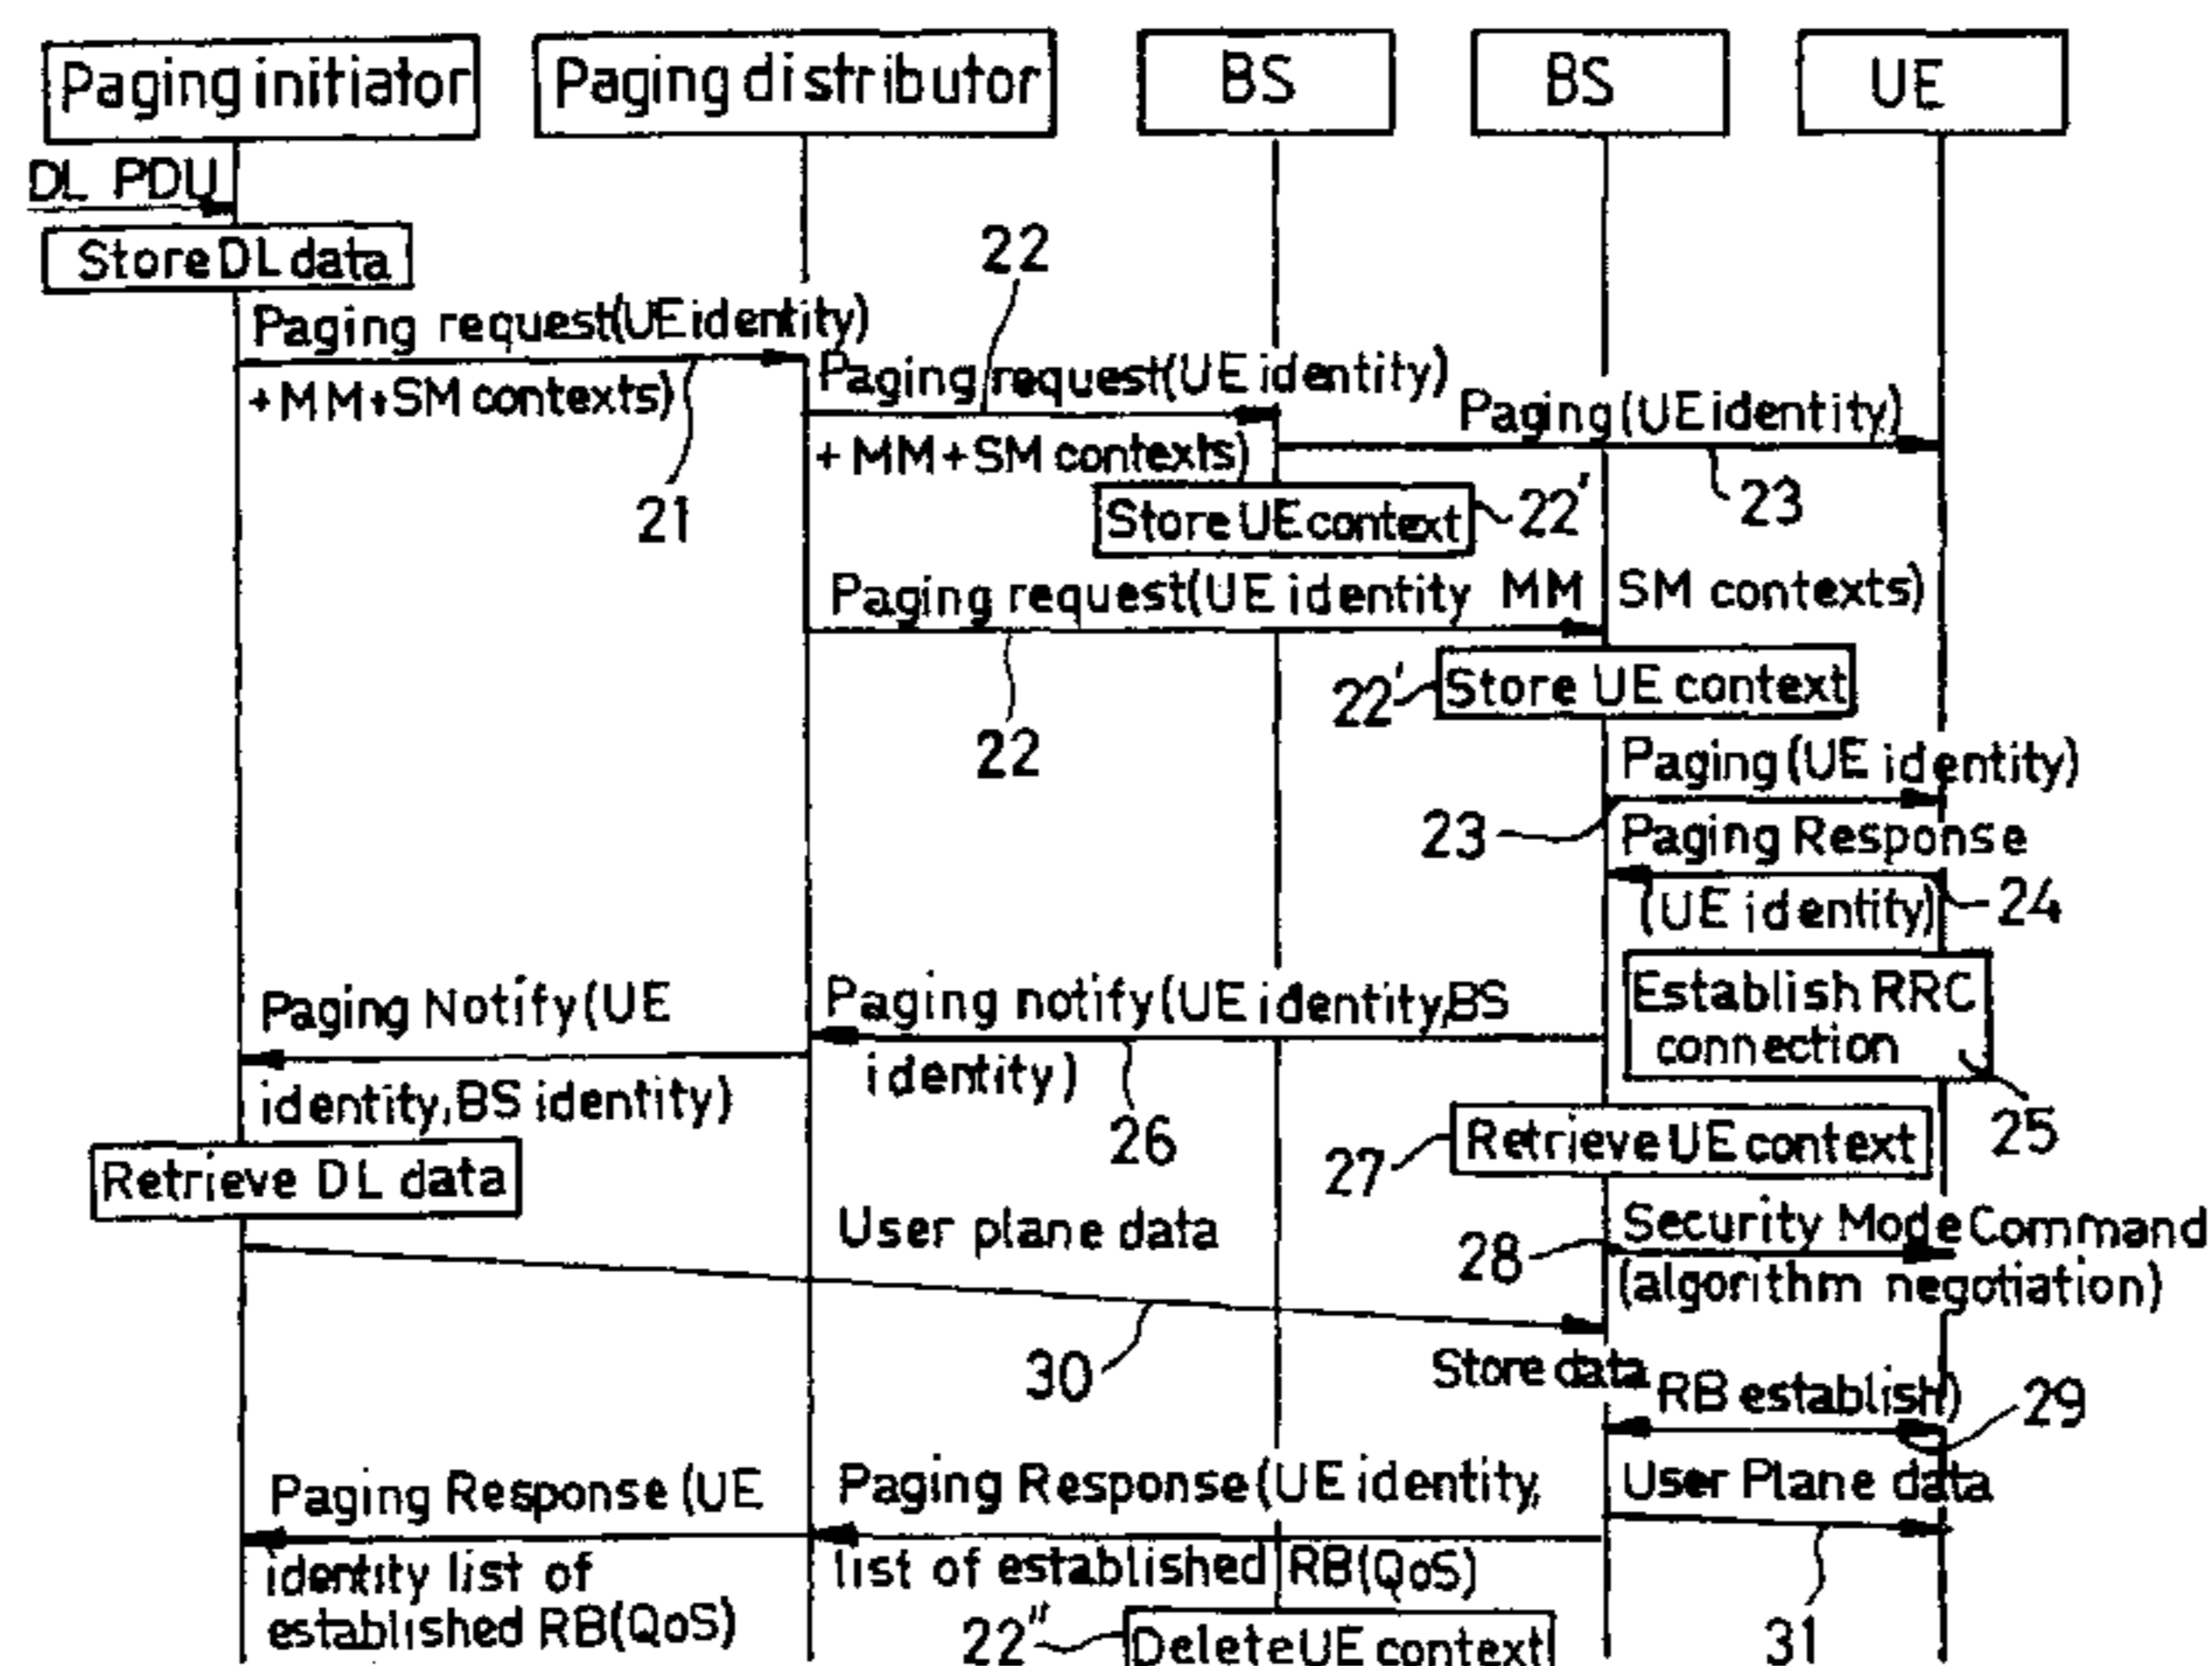 Paging initiator
Paging distributor
BS
BS
UE
DL PDU
Store DL data
22
Paging request(UE identity)
+ MM+SM contexts)
21
Paging request(UE identity)
+ MM+SM contexts)
Paging (UE identity)
23
Store UE context
22'
Paging request(UE identity MM SM contexts)
22
22'
Store UE context
Paging (UE identity)
23
Paging Response
(UE identity)
24
Establish RRC
connection
25
Paging notify(UE identity,BS
identity)
26
Paging Notify(UE
identity,BS identity)
Retrieve DL data
27
Retrieve UE context
User plane data
30
28
Security Mode Command
(algorithm negotiation)
Store data
RB establish)
29
User Plane data
31
Paging Response (UE identity,
list of established RB(QoS)
Paging Response (UE
identity list of
established RB(QoS)
22"
Delete UE context